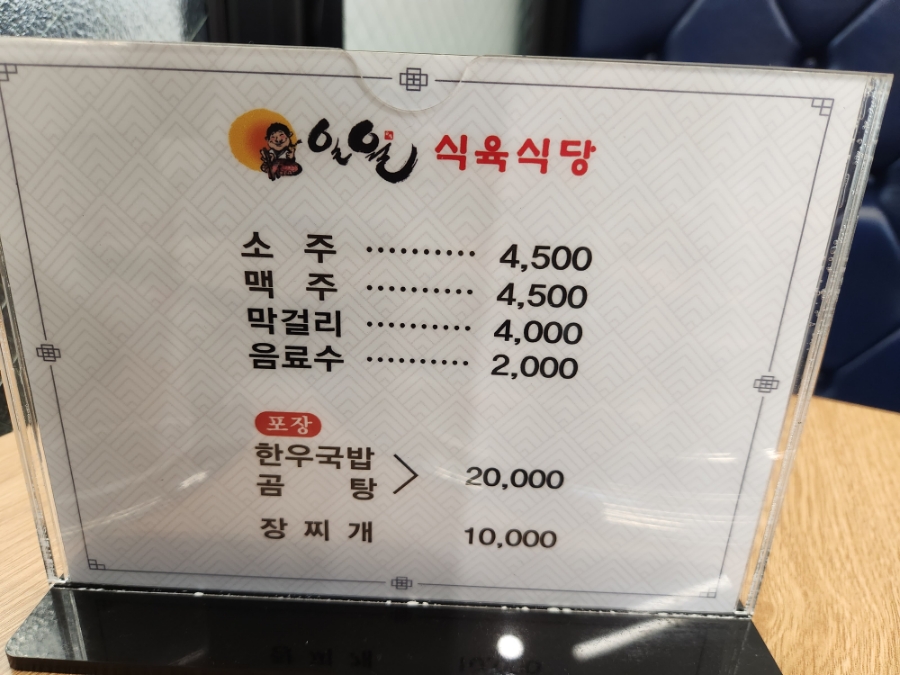 일일 식육식당
소 주 ·········· 4,500
맥 주 ·········· 4,500
막걸리 ·········· 4,000
음료수 ·········· 2,000
포장
한우국밥
곰 탕 > 20,000
장 찌 개 10,000